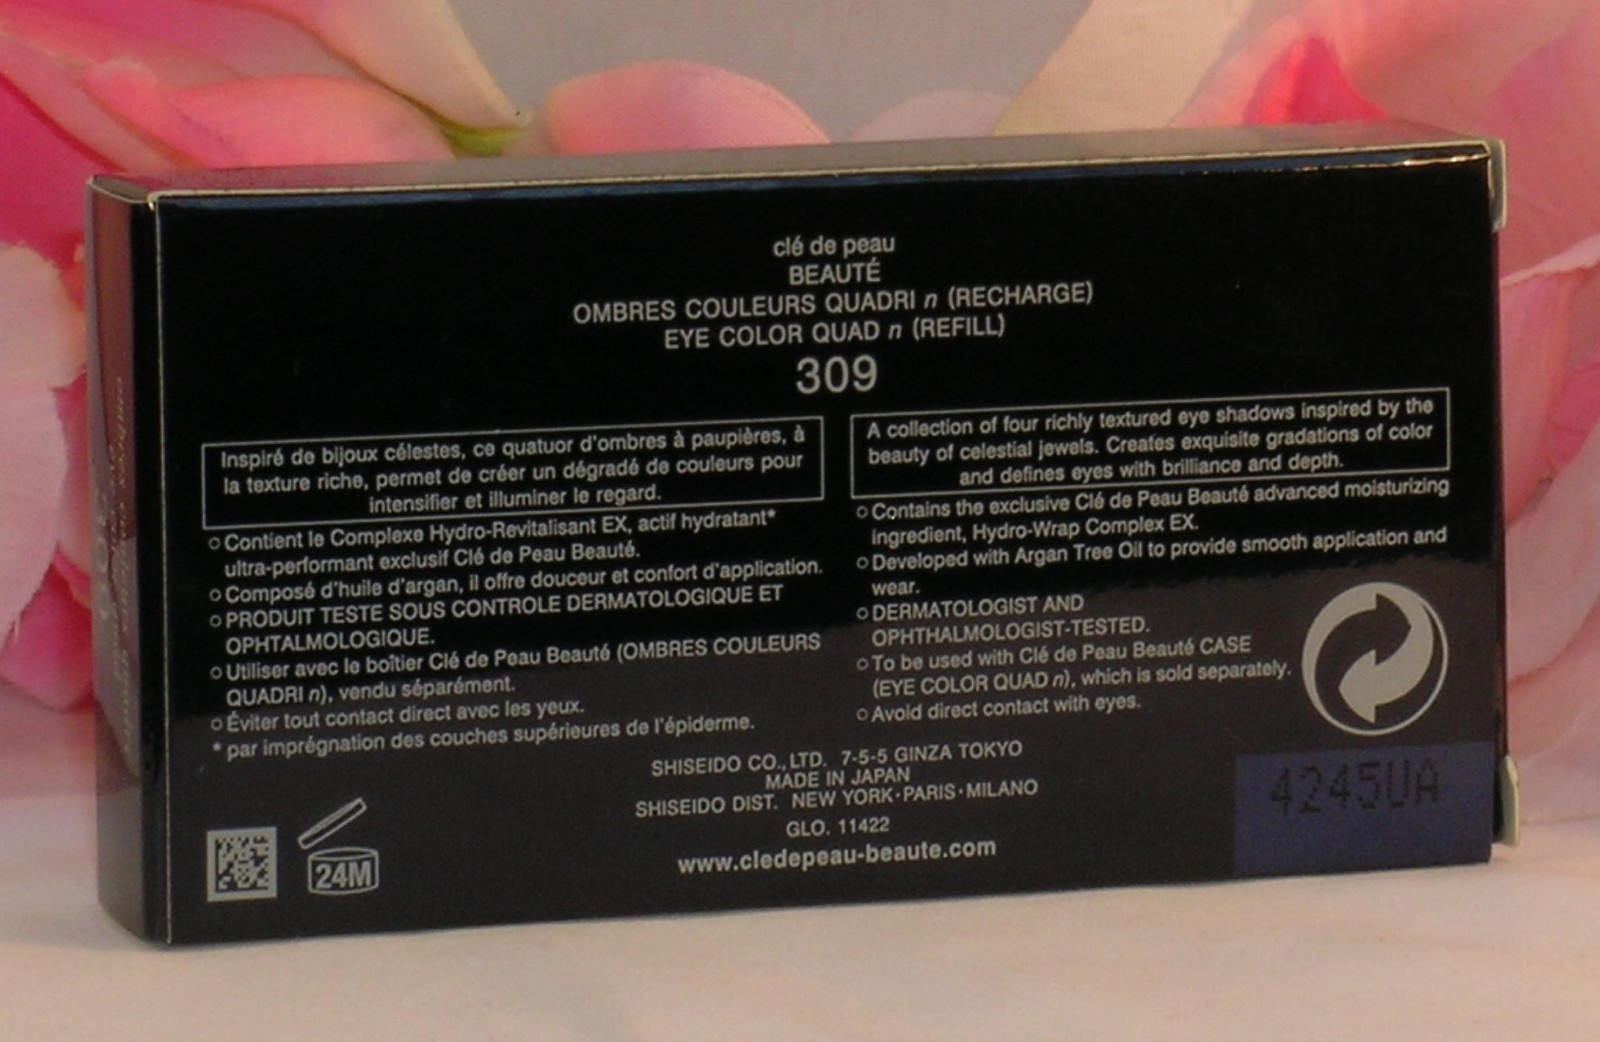 clé de peau
BEAUTÉ
OMBRES COULEURS QUADRI n (RECHARGE)
EYE COLOR QUAD n (REFILL)
309
Inspiré de bijoux célestes, ce quatuor d'ombres à paupières, à
la texture riche, permet de créer un dégradé de couleurs pour
intensifier et illuminer le regard.
○ Contient le Complexe Hydro-Revitalisant EX, actif hydratant*
ultra-performant exclusif Clé de Peau Beauté.
○ Composé d'huile d'argan, il offre douceur et confort d'application.
○ PRODUIT TESTE SOUS CONTROLE DERMATOLOGIQUE ET
OPHTALMOLOGIQUE.
○ Utiliser avec le boîtier Clé de Peau Beauté (OMBRES COULEURS
QUADRI n), vendu séparément.
○ Éviter tout contact direct avec les yeux.
* par imprégnation des couches supérieures de l'épiderme.
A collection of four richly textured eye shadows inspired by the
beauty of celestial jewels. Creates exquisite gradations of color
and defines eyes with brilliance and depth.
○ Contains the exclusive Clé de Peau Beauté advanced moisturizing
ingredient, Hydro-Wrap Complex EX.
○ Developed with Argan Tree Oil to provide smooth application and
wear.
○ DERMATOLOGIST AND
OPHTHALMOLOGIST-TESTED.
○ To be used with Clé de Peau Beauté CASE
(EYE COLOR QUAD n), which is sold separately.
○ Avoid direct contact with eyes.
SHISEIDO CO., LTD. 7-5-5 GINZA TOKYO
MADE IN JAPAN
SHISEIDO DIST. NEW YORK・PARIS・MILANO
GLO. 11422
www.cledepeau-beaute.com
24M
4245UA